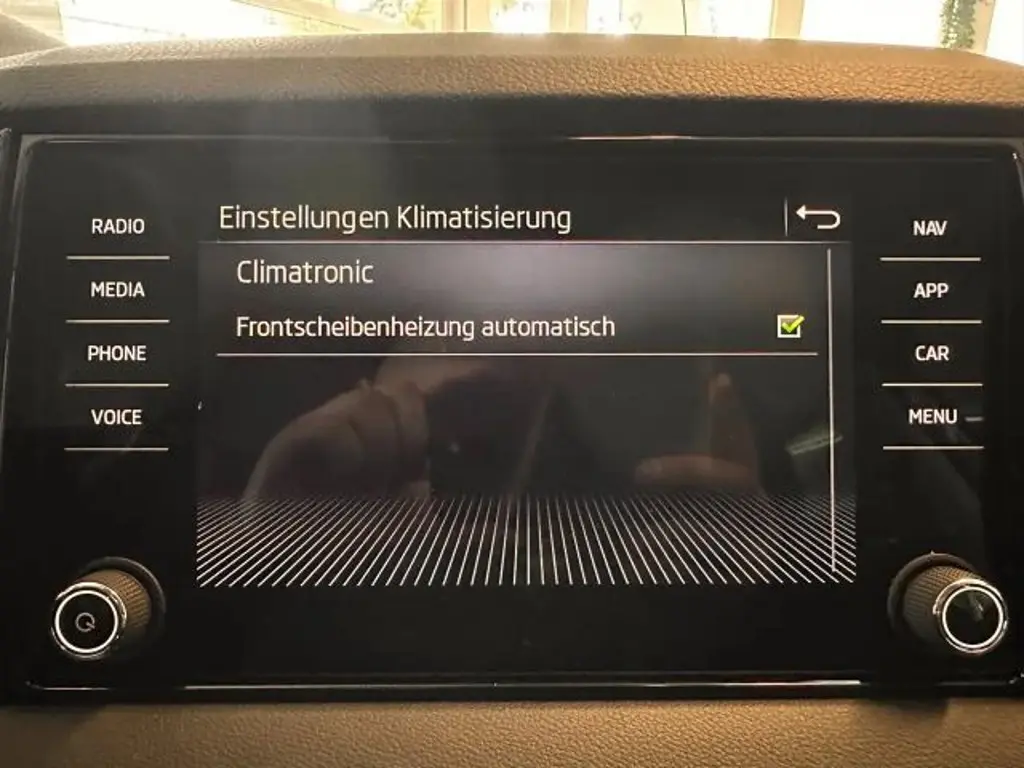 RADIO
MEDIA
PHONE
VOICE
Einstellungen Klimatisierung
Climatronic
Frontscheibenheizung automatisch
NAV
APP
CAR
MENU